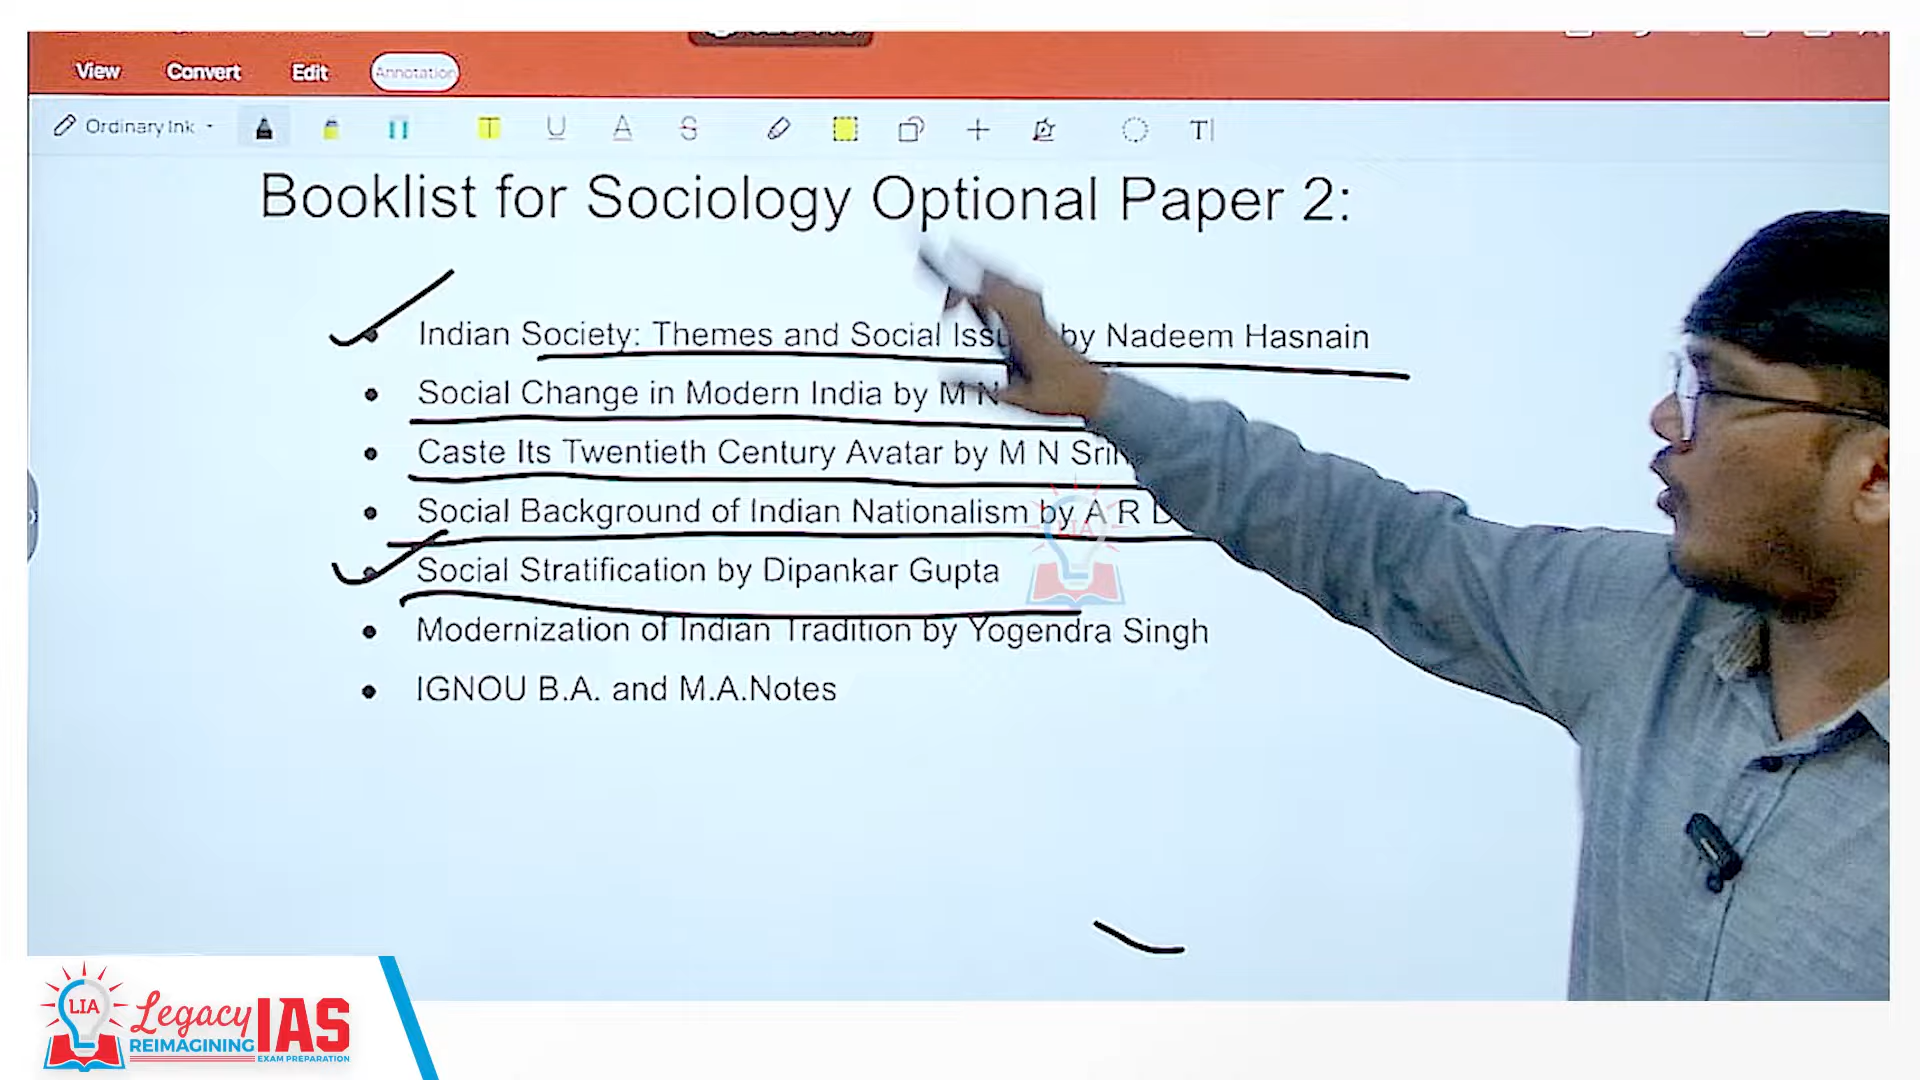 View Convert Edit Annotation
Ordinary Ink
Booklist for Sociology Optional Paper 2:
Indian Society: Themes and Social by Nadeem Hasnain
Social Change in Modern India by M N
Caste Its Twentieth Century Avatar by M N
Social Background of Indian Nationalism by A R
Social Stratification by Dipankar Gupta
Modernization of Indian Tradition by Yogendra Singh
IGNOU B.A. and M.A.Notes
LIA
LIA
Legacy IAS
REIMAGINING EXAM PREPARATION